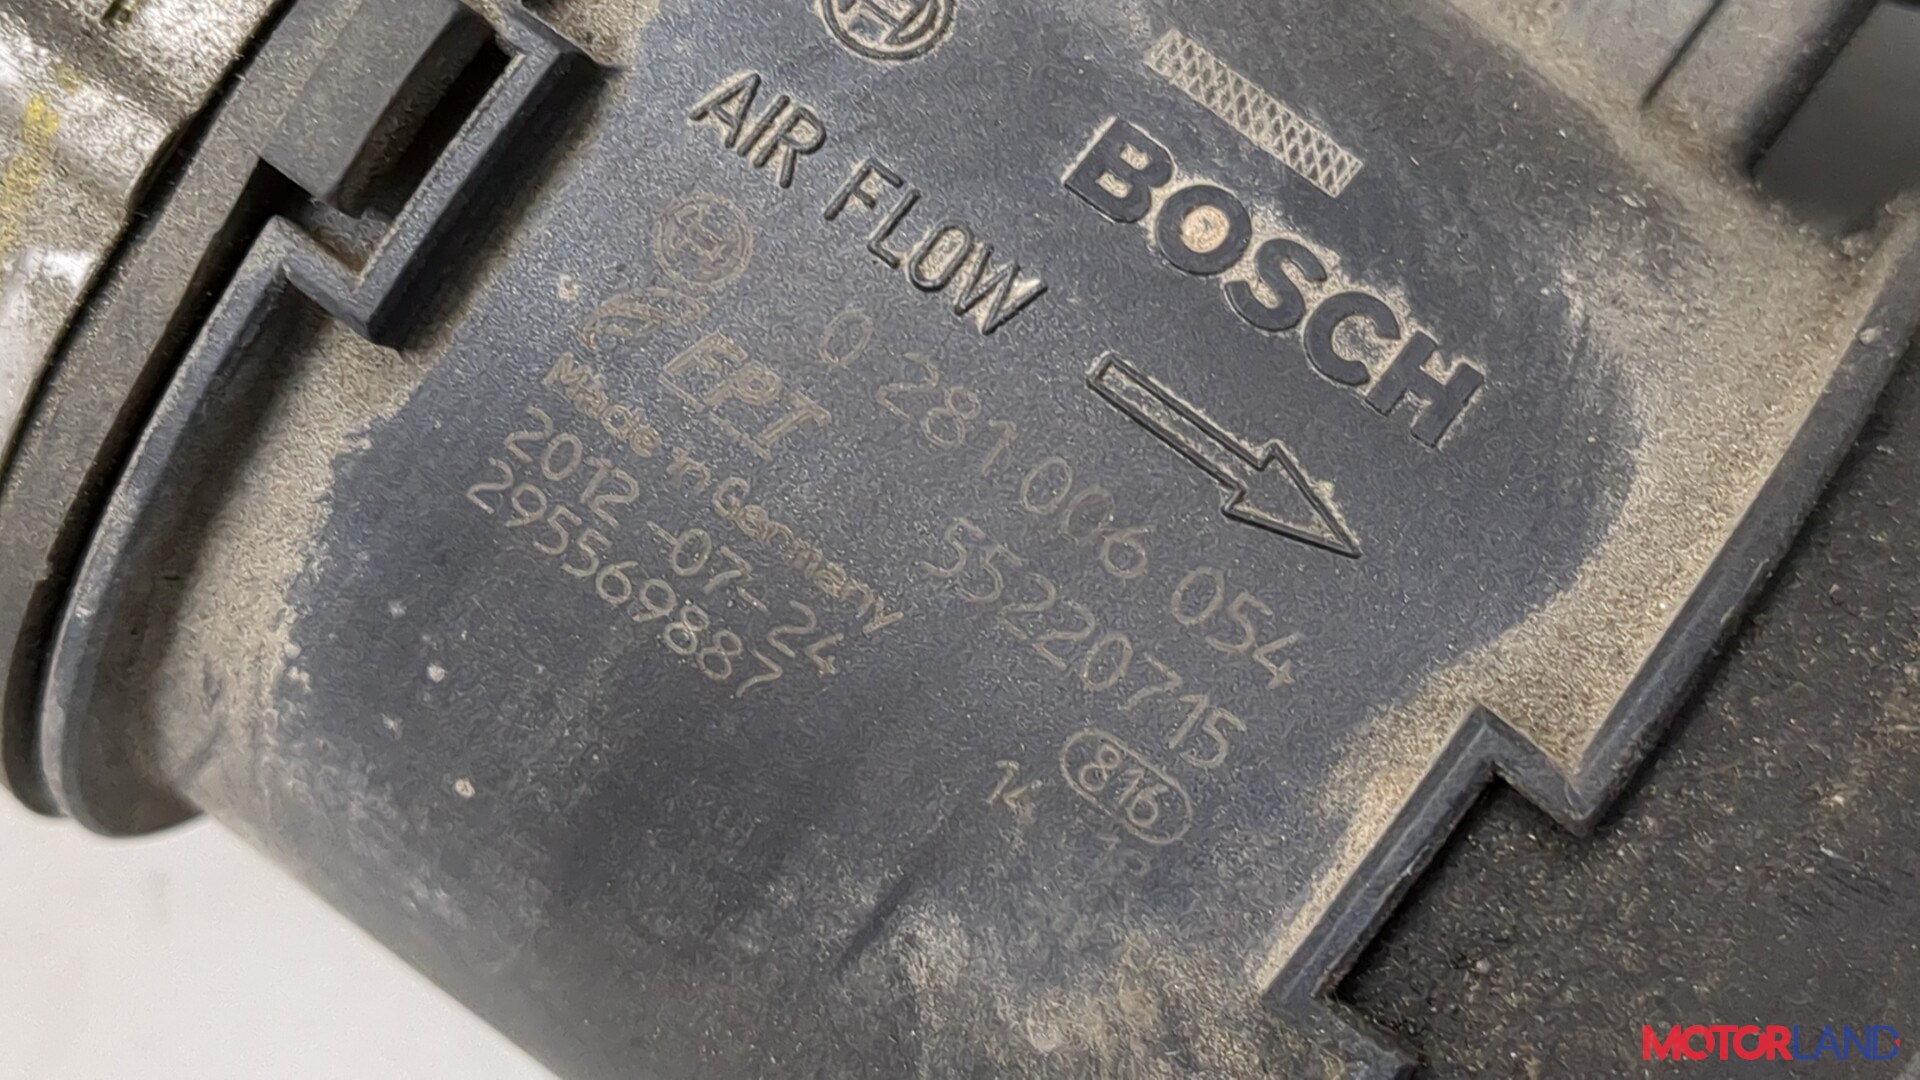 AIR FLOW
BOSCH
0 281 006 054
FPT
Made in Germany
55220715
2012-07-24
295569887
816
14
MOTORLAND